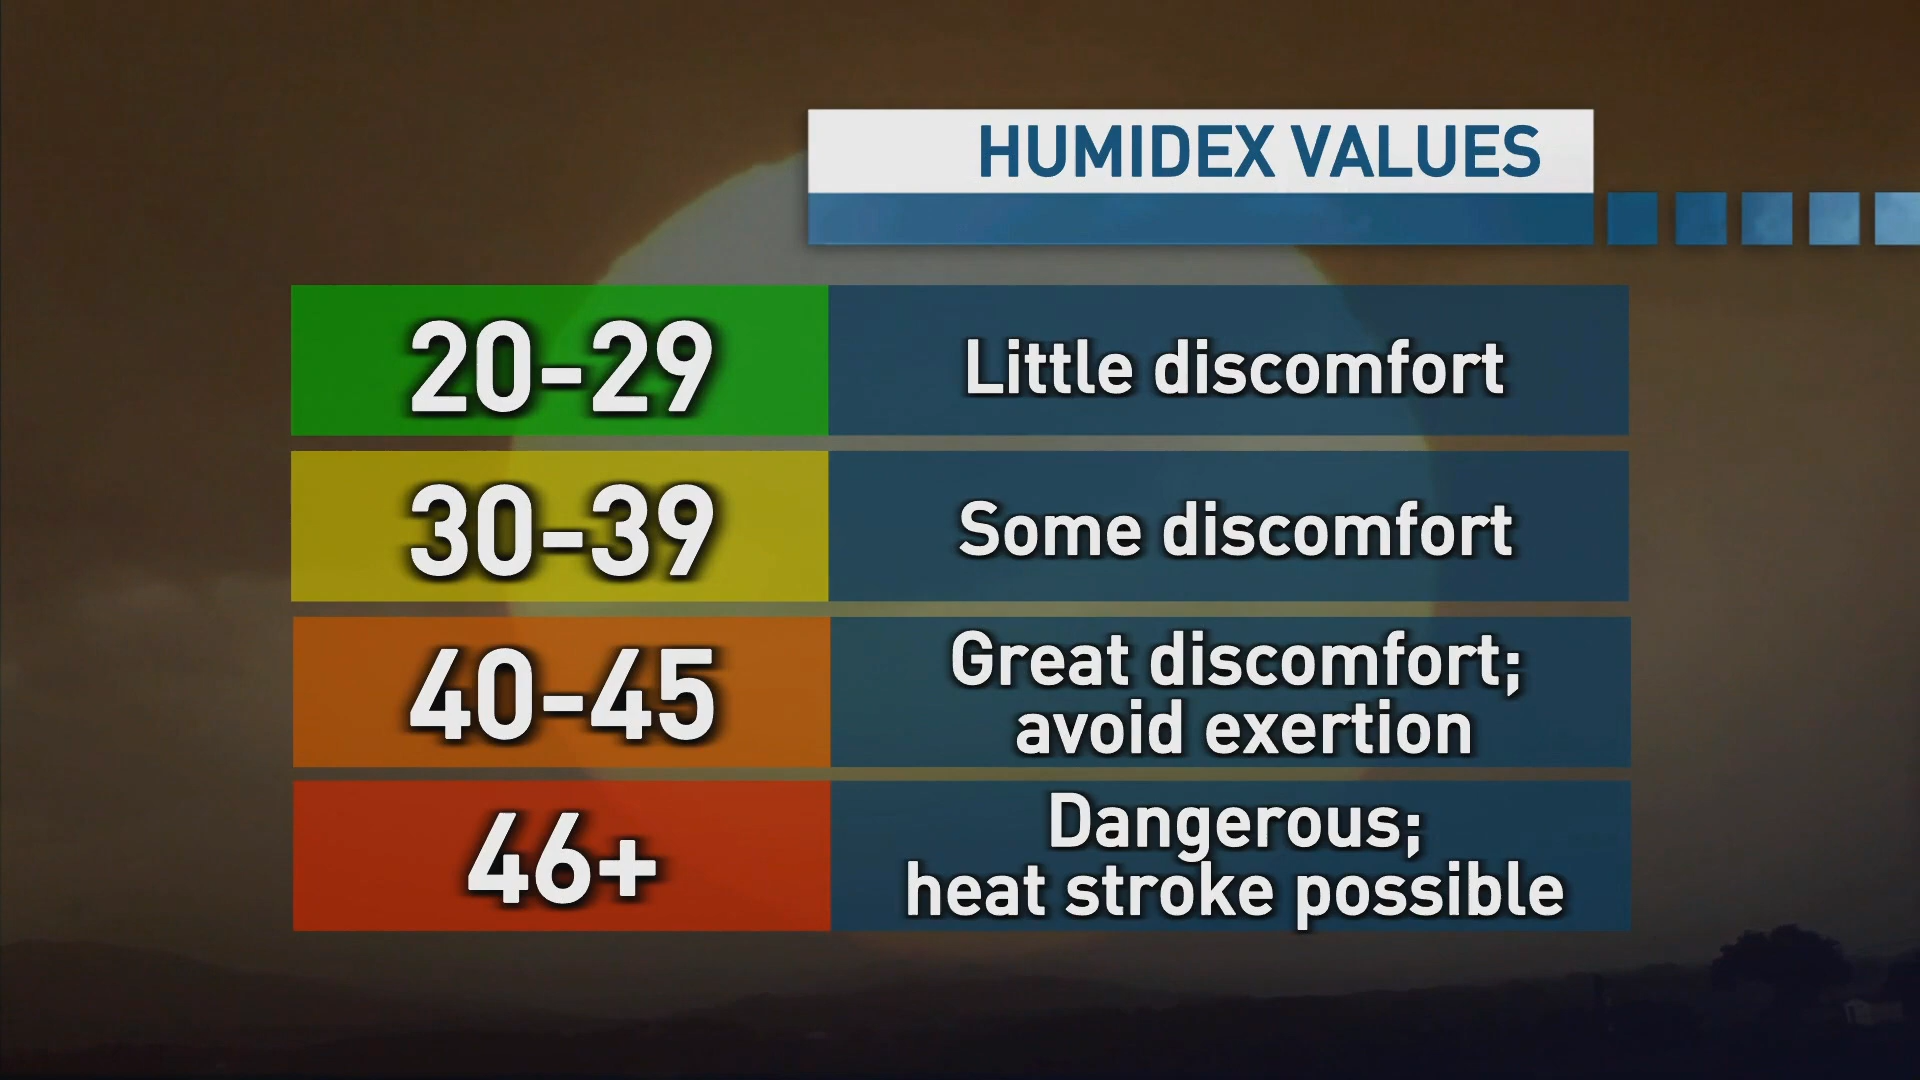 HUMIDEX VALUES
20-29
Little discomfort
30-39
Some discomfort
40-45
Great discomfort;
avoid exertion
46+
Dangerous;
heat stroke possible